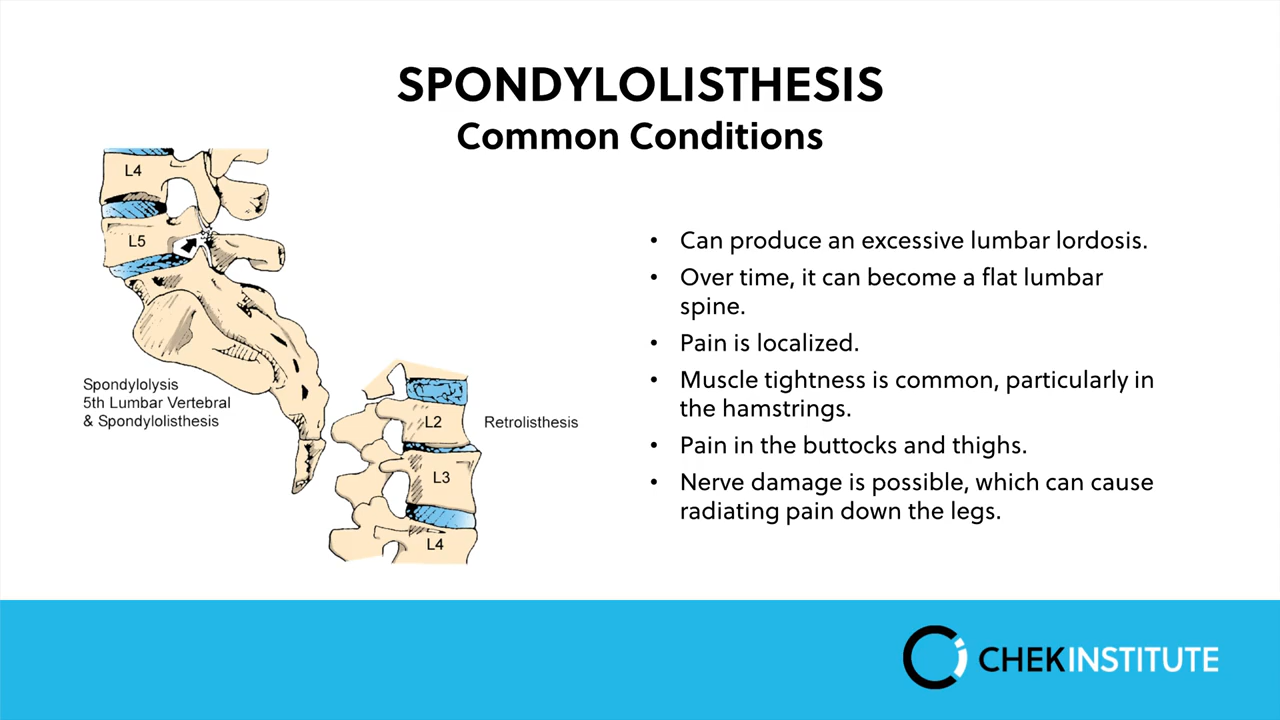 SPONDYLOLISTHESIS
Common Conditions
L4
L5
Spondylolysis
5th Lumbar Vertebral
& Spondylolisthesis
L2
Retrolisthesis
L3
L4
• Can produce an excessive lumbar lordosis.
• Over time, it can become a flat lumbar
spine.
• Pain is localized.
• Muscle tightness is common, particularly in
the hamstrings.
• Pain in the buttocks and thighs.
• Nerve damage is possible, which can cause
radiating pain down the legs.
CHEKINSTITUTE